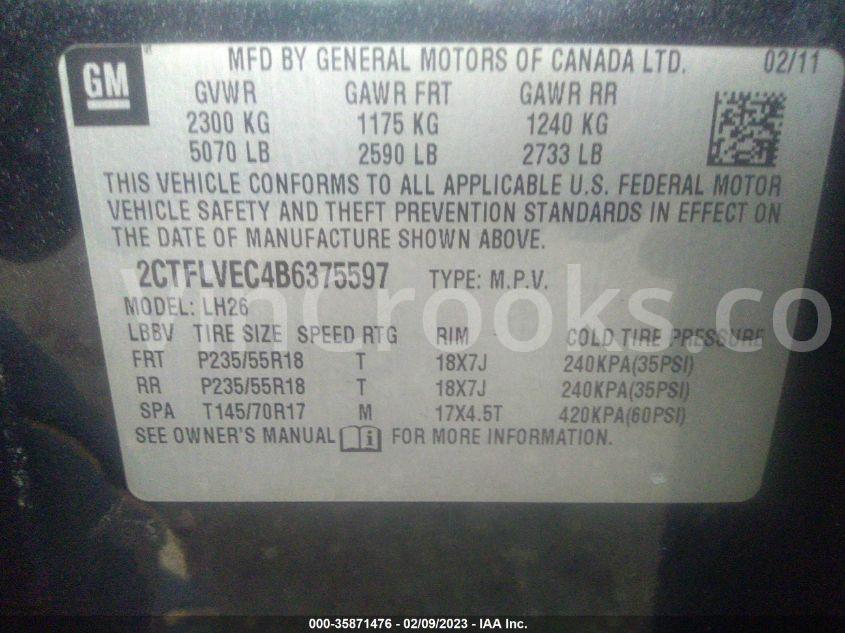 GM
MFD BY GENERAL MOTORS OF CANADA LTD. 02/11
GVWR GAWR FRT GAWR RR
2300 KG 1175 KG 1240 KG
5070 LB 2590 LB 2733 LB
THIS VEHICLE CONFORMS TO ALL APPLICABLE U.S. FEDERAL MOTOR
VEHICLE SAFETY AND THEFT PREVENTION STANDARDS IN EFFECT ON
THE DATE OF MANUFACTURE SHOWN ABOVE.
2CTFLVEC4B6375597 TYPE: M.P.V.
VinCrooks.co
MODEL: LH26
LBBV TIRE SIZE SPEED RTG RIM COLD TIRE PRESSURE
FRT P235/55R18 T 18X7J 240KPA(35PSI)
RR P235/55R18 T 18X7J 240KPA(35PSI)
SPA T145/70R17 M 17X4.5T 420KPA(60PSI)
SEE OWNER'S MANUAL i FOR MORE INFORMATION.
000-35871476 - 02/09/2023 - IAA Inc.